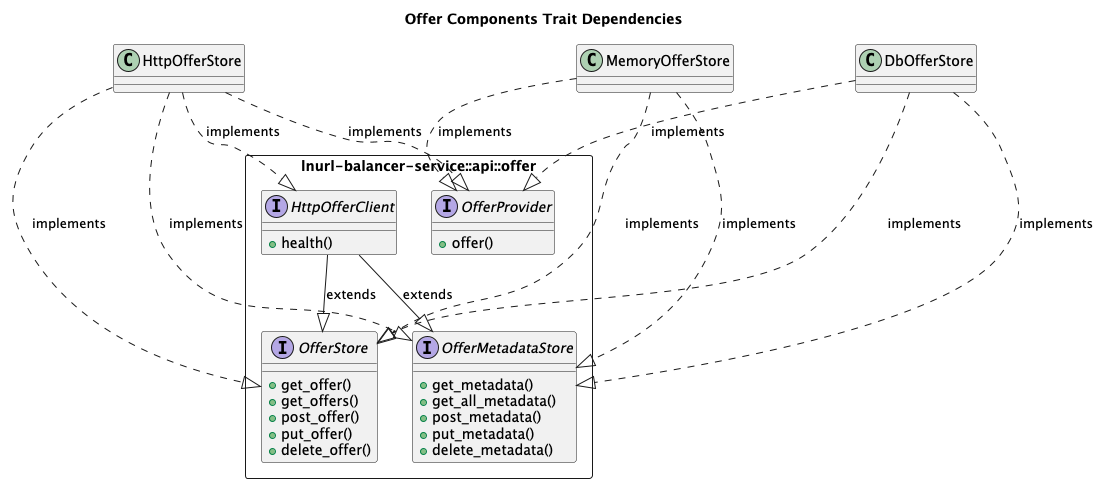 Offer Components Trait Dependencies
C HttpOfferStore
C MemoryOfferStore
C DbOfferStore
implements
implements
implements
implements
lnurl-balancer-service::api::offer
I HttpOfferClient
health()
I OfferProvider
offer()
implements
implements
implements
implements
implements
implements
extends
extends
I OfferStore
get_offer()
get_offers()
post_offer()
put_offer()
delete_offer()
I OfferMetadataStore
get_metadata()
get_all_metadata()
post_metadata()
put_metadata()
delete_metadata()